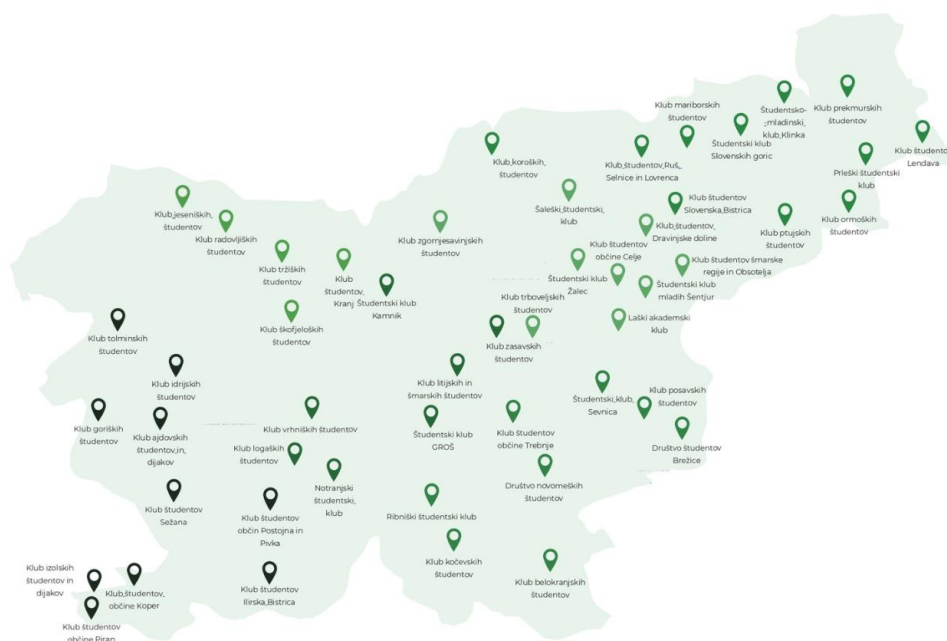 Klub mariborskih
študentov
Študentsko-
mladinski,
klub,Klinka
Klub prekmurskih
študentov
Študentski klub
Slovenskih goric
Klub študento
Lendava
Klub,koroških,
študentov
Klub,študentov,Ruš,
Selnice in Lovrenca
Prleški študentski
klub
Šaleški,študentski,
klub
Klub študentov
Slovenska,Bistrica
Klub,jeseniških,
študentov
Klub radovljiških
študentov
Klub zgornjesavinjskih
študentov
Klub,študentov,
Dravinjske doline
Klub ptujskih
študentov
Klub ormoških
študentov
Klub tržiških
študentov
Klub
študentov,
Kranj
Študentski klub
Kamnik
Klub študentov
občine Celje
Študentski klub
Žalec
Klub študentov šmarske
regije in Obsotelja
Študentski klub
mladih Šentjur
Klub škofjeloških
študentov
Klub trboveljskih
študentov
Laški akademski
klub
Klub tolminskih
študentov
Klub zasavskih
študentov
Klub idrijskih
študentov
Klub litijskih in
šmarskih študentov
Študentski,klub,
Sevnica
Klub posavskih
študentov
Klub goriških
študentov
Klub ajdovskih
študentov,in,
dijakov
Klub vrhniških študentov
Študentski klub
GROŠ
Klub študentov
občine Trebnje
Društvo študentov
Brežice
Klub logaških
študentov
Notranjski
študentski,
klub
Društvo novomeških
študentov
Klub študentov
Sežana
Klub študentov
občin Postojna in
Pivka
Ribniški študentski klub
Klub izolskih
študentov in
dijakov
Klub,študentov,
občine Koper
Klub študentov
Ilirska,Bistrica
Klub kočevskih
študentov
Klub belokranjskih
študentov
Klub študentov
občine Piran